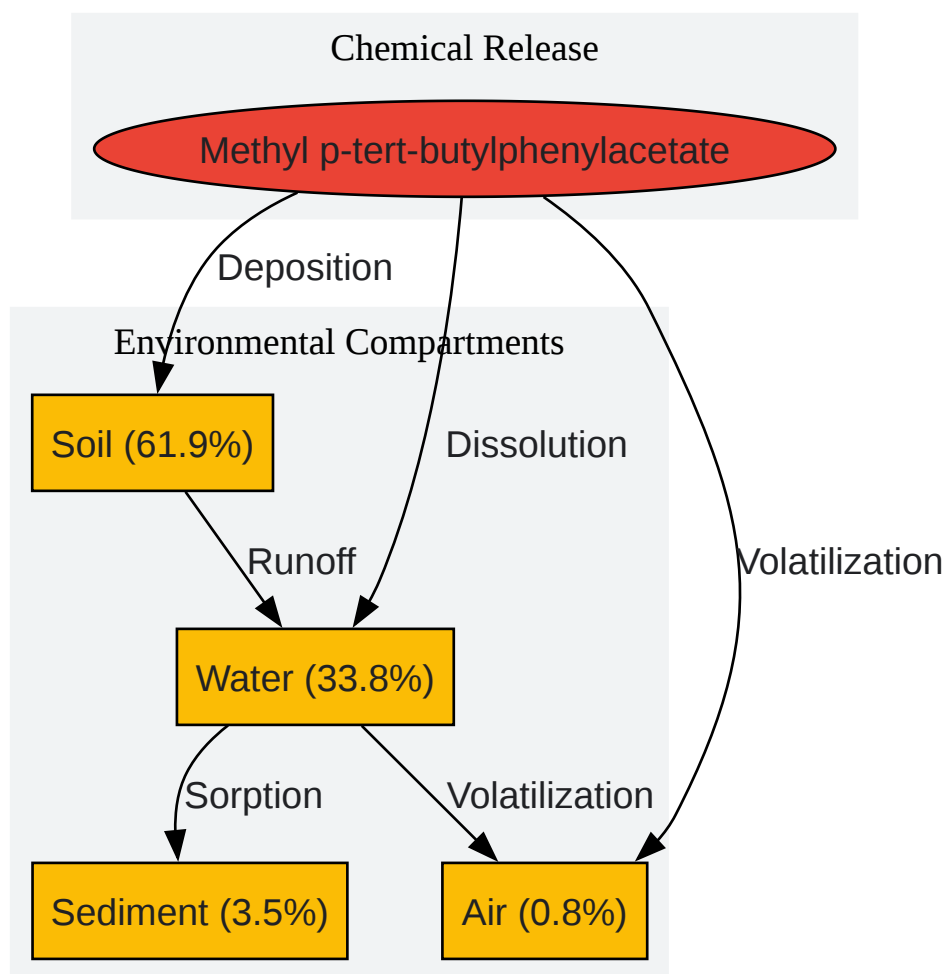 Chemical Release
Methyl p-tert-butylphenylacetate
Deposition
Environmental Compartments
Soil (61.9%)
Dissolution
Runoff
Volatilization
Water (33.8%)
Sorption
Volatilization
Sediment (3.5%)
Air (0.8%)